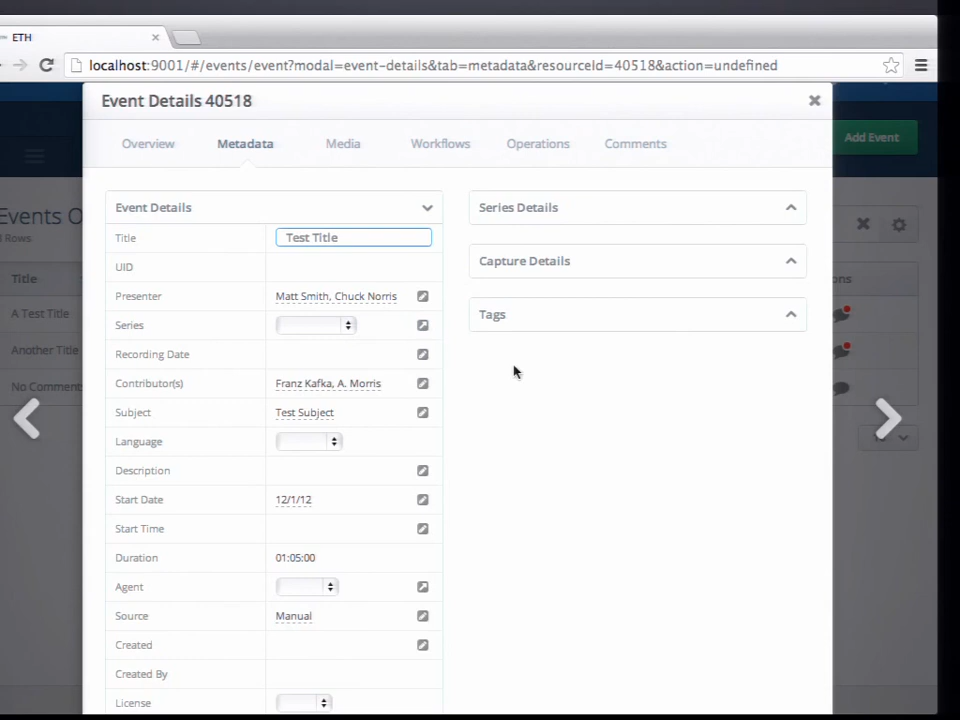 ETH
localhost:9001/#/events/event?modal=event-details&tab=metadata&resourceId=40518&action=undefined
Event Details 40518
Add Event
Overview Metadata Media Workflows Operations Comments
Events O
Rows
Event Details
Series Details
Title Test Title
UID
Capture Details
Title
Presenter Matt Smith, Chuck Norris
A Test Title
Tags
Series
Another Title
Recording Date
No Comments
Contributor(s) Franz Kafka, A. Morris
Subject Test Subject
Language
Description
Start Date 12/1/12
Start Time
Duration 01:05:00
Agent
Source Manual
Created
Created By
License